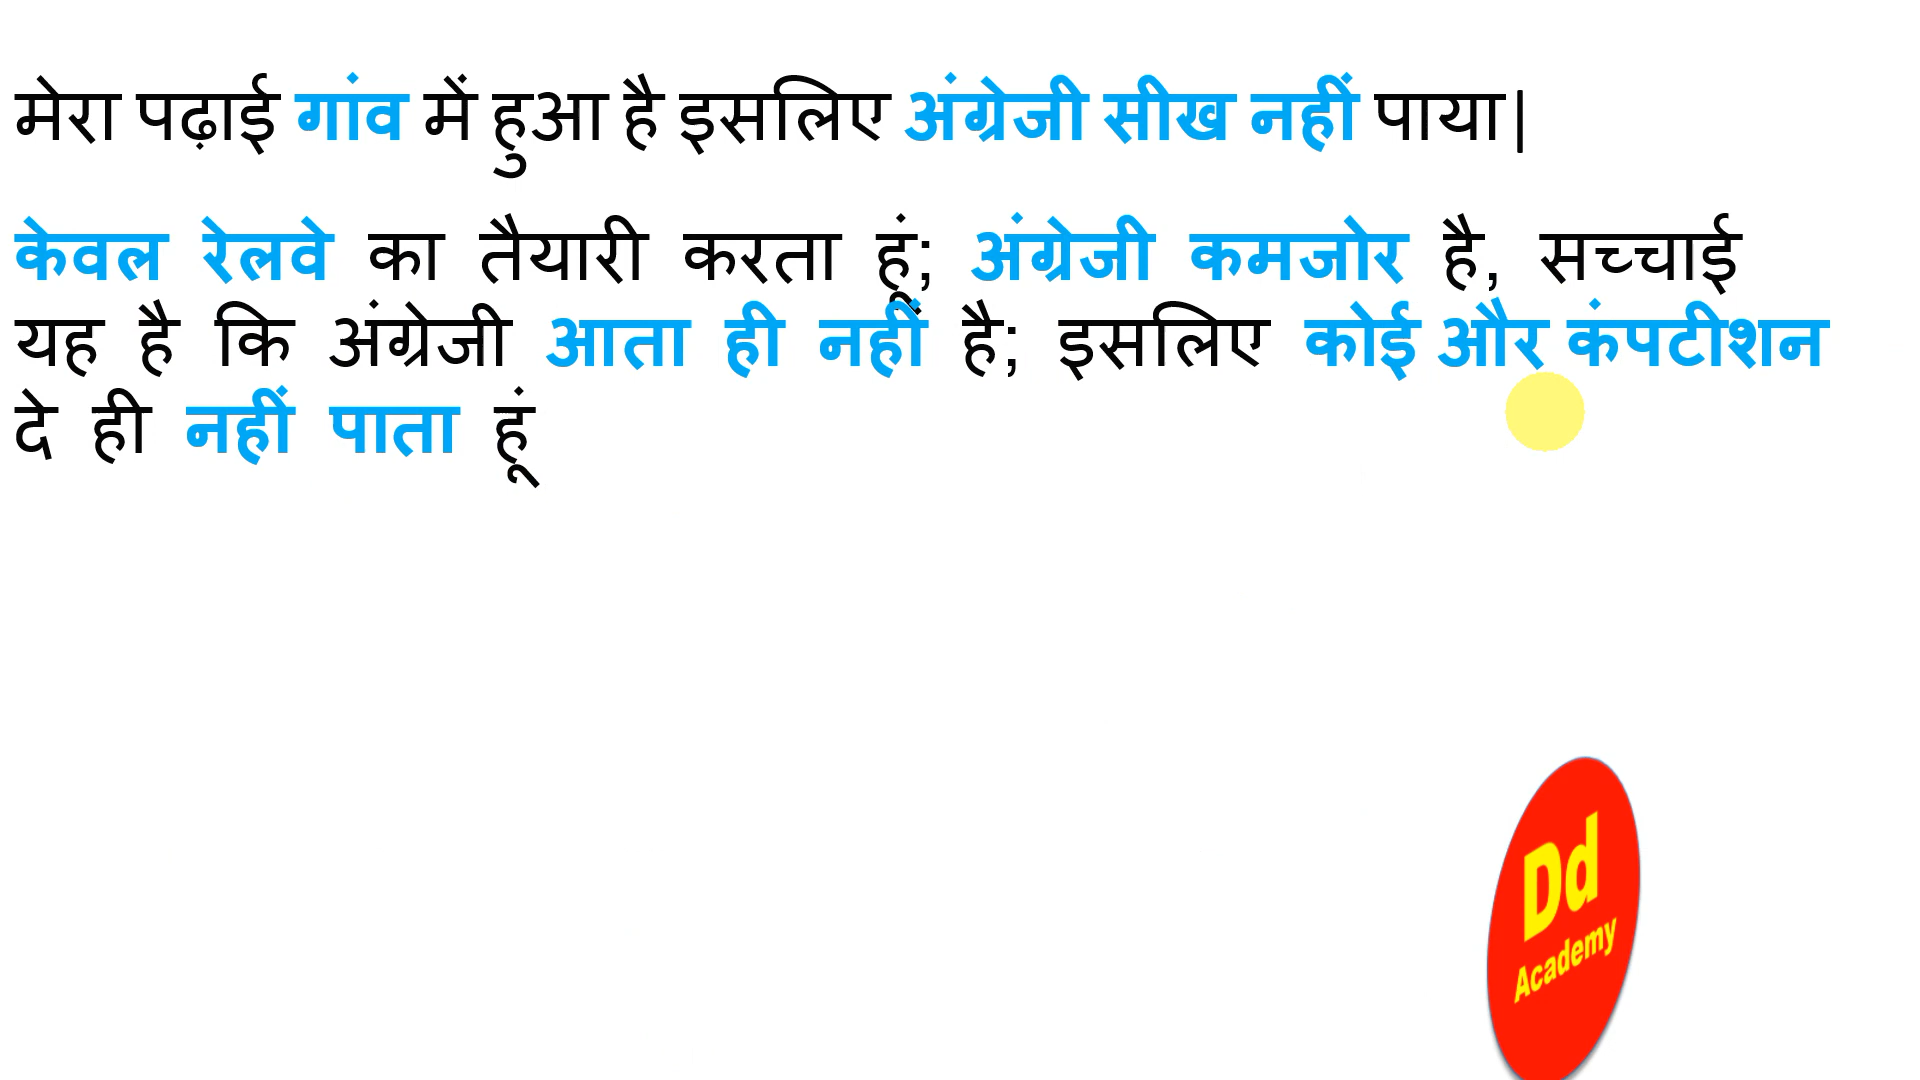 मेरा पढ़ाई गांव में हुआ है इसलिए अंग्रेजी सीख नहीं पाया|
केवल रेलवे का तैयारी करता हूं; अंग्रेजी कमजोर है, सच्चाई
यह है कि अंग्रेजी आता ही नहीं है; इसलिए कोई और कंपटीशन
दे ही नहीं पाता हूं
Dd
Academy